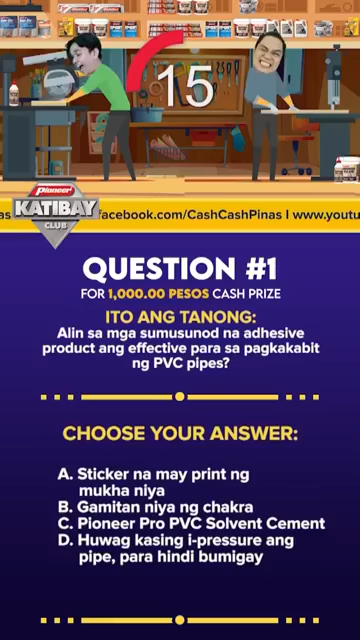 15
as
facebook.com/CashCashPinas I www.youtu
Pioneer
KATIBAY
CLUB
QUESTION #1
FOR 1,000.00 PESOS CASH PRIZE
ITO ANG TANONG:
Alin sa mga sumusunod na adhesive
product ang effective para sa pagkakabit
ng PVC pipes?
CHOOSE YOUR ANSWER:
A. Sticker na may print ng
mukha niya
B. Gamitan niya ng chakra
C. Pioneer Pro PVC Solvent Cement
D. Huwag kasing i-pressure ang
pipe, para hindi bumigay